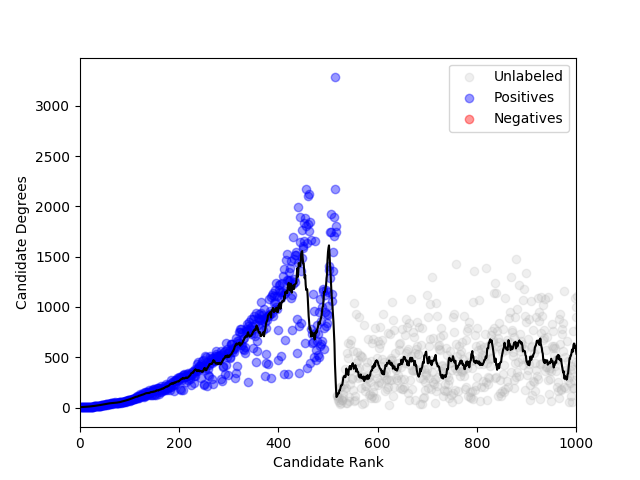 Unlabeled
Positives
Negatives
3000
2500
2000
1500
1000
500
0
Candidate Degrees
0 200 400 600 800 1000
Candidate Rank